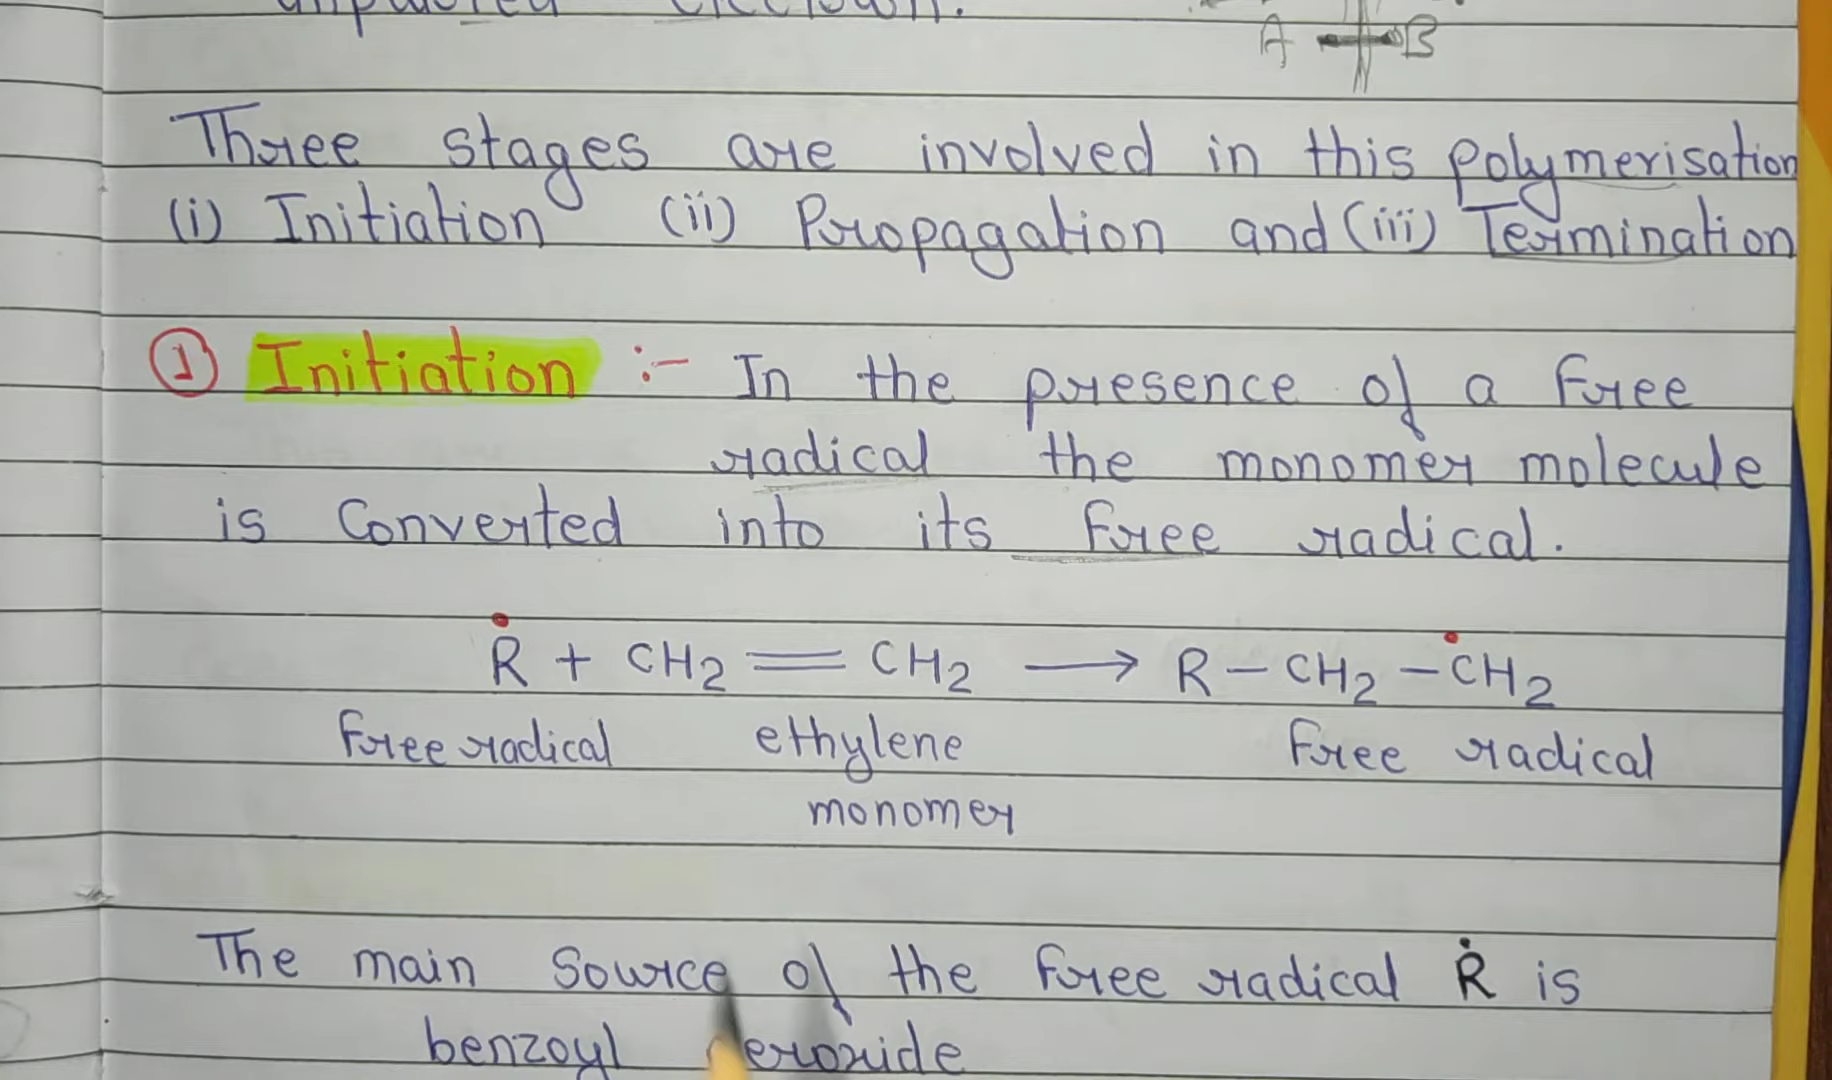 A B
Three stages are involved in this polymerisation
(i) Initiation (ii) Propagation and (iii) Termination
① Initiation :- In the presence of a free
radical the monomer molecule
is Converted into its free radical.
Ṙ + CH2 = CH2 → R - CH2 - ĊH2
free radical ethylene free radical
monomer
The main source of the free radical Ṙ is
benzoyl peroxide